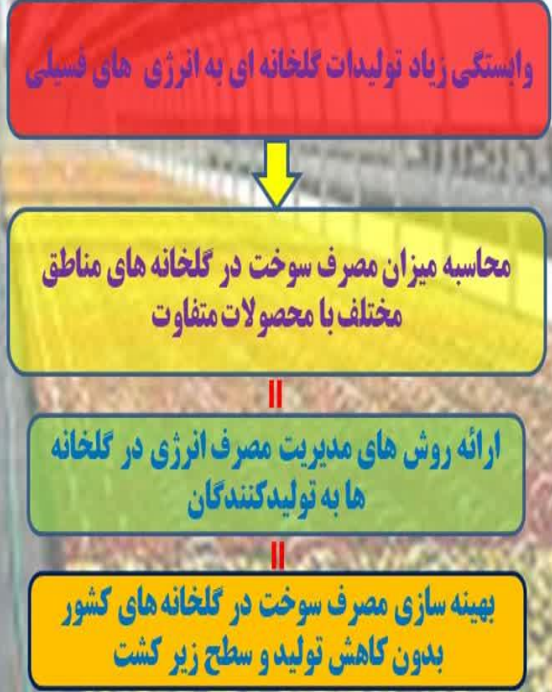 وابستگی زیاد تولیدات گلخانه ای به انرژی های فسیلی
محاسبه میزان مصرف سوخت در گلخانه های مناطق
مختلف با محصولات متفاوت
=
ارائه روش های مدیریت مصرف انرژی در گلخانه
ها به تولیدکنندگان
=
بهینه سازی مصرف سوخت در گلخانه های کشور
بدون کاهش تولید و سطح زیر کشت